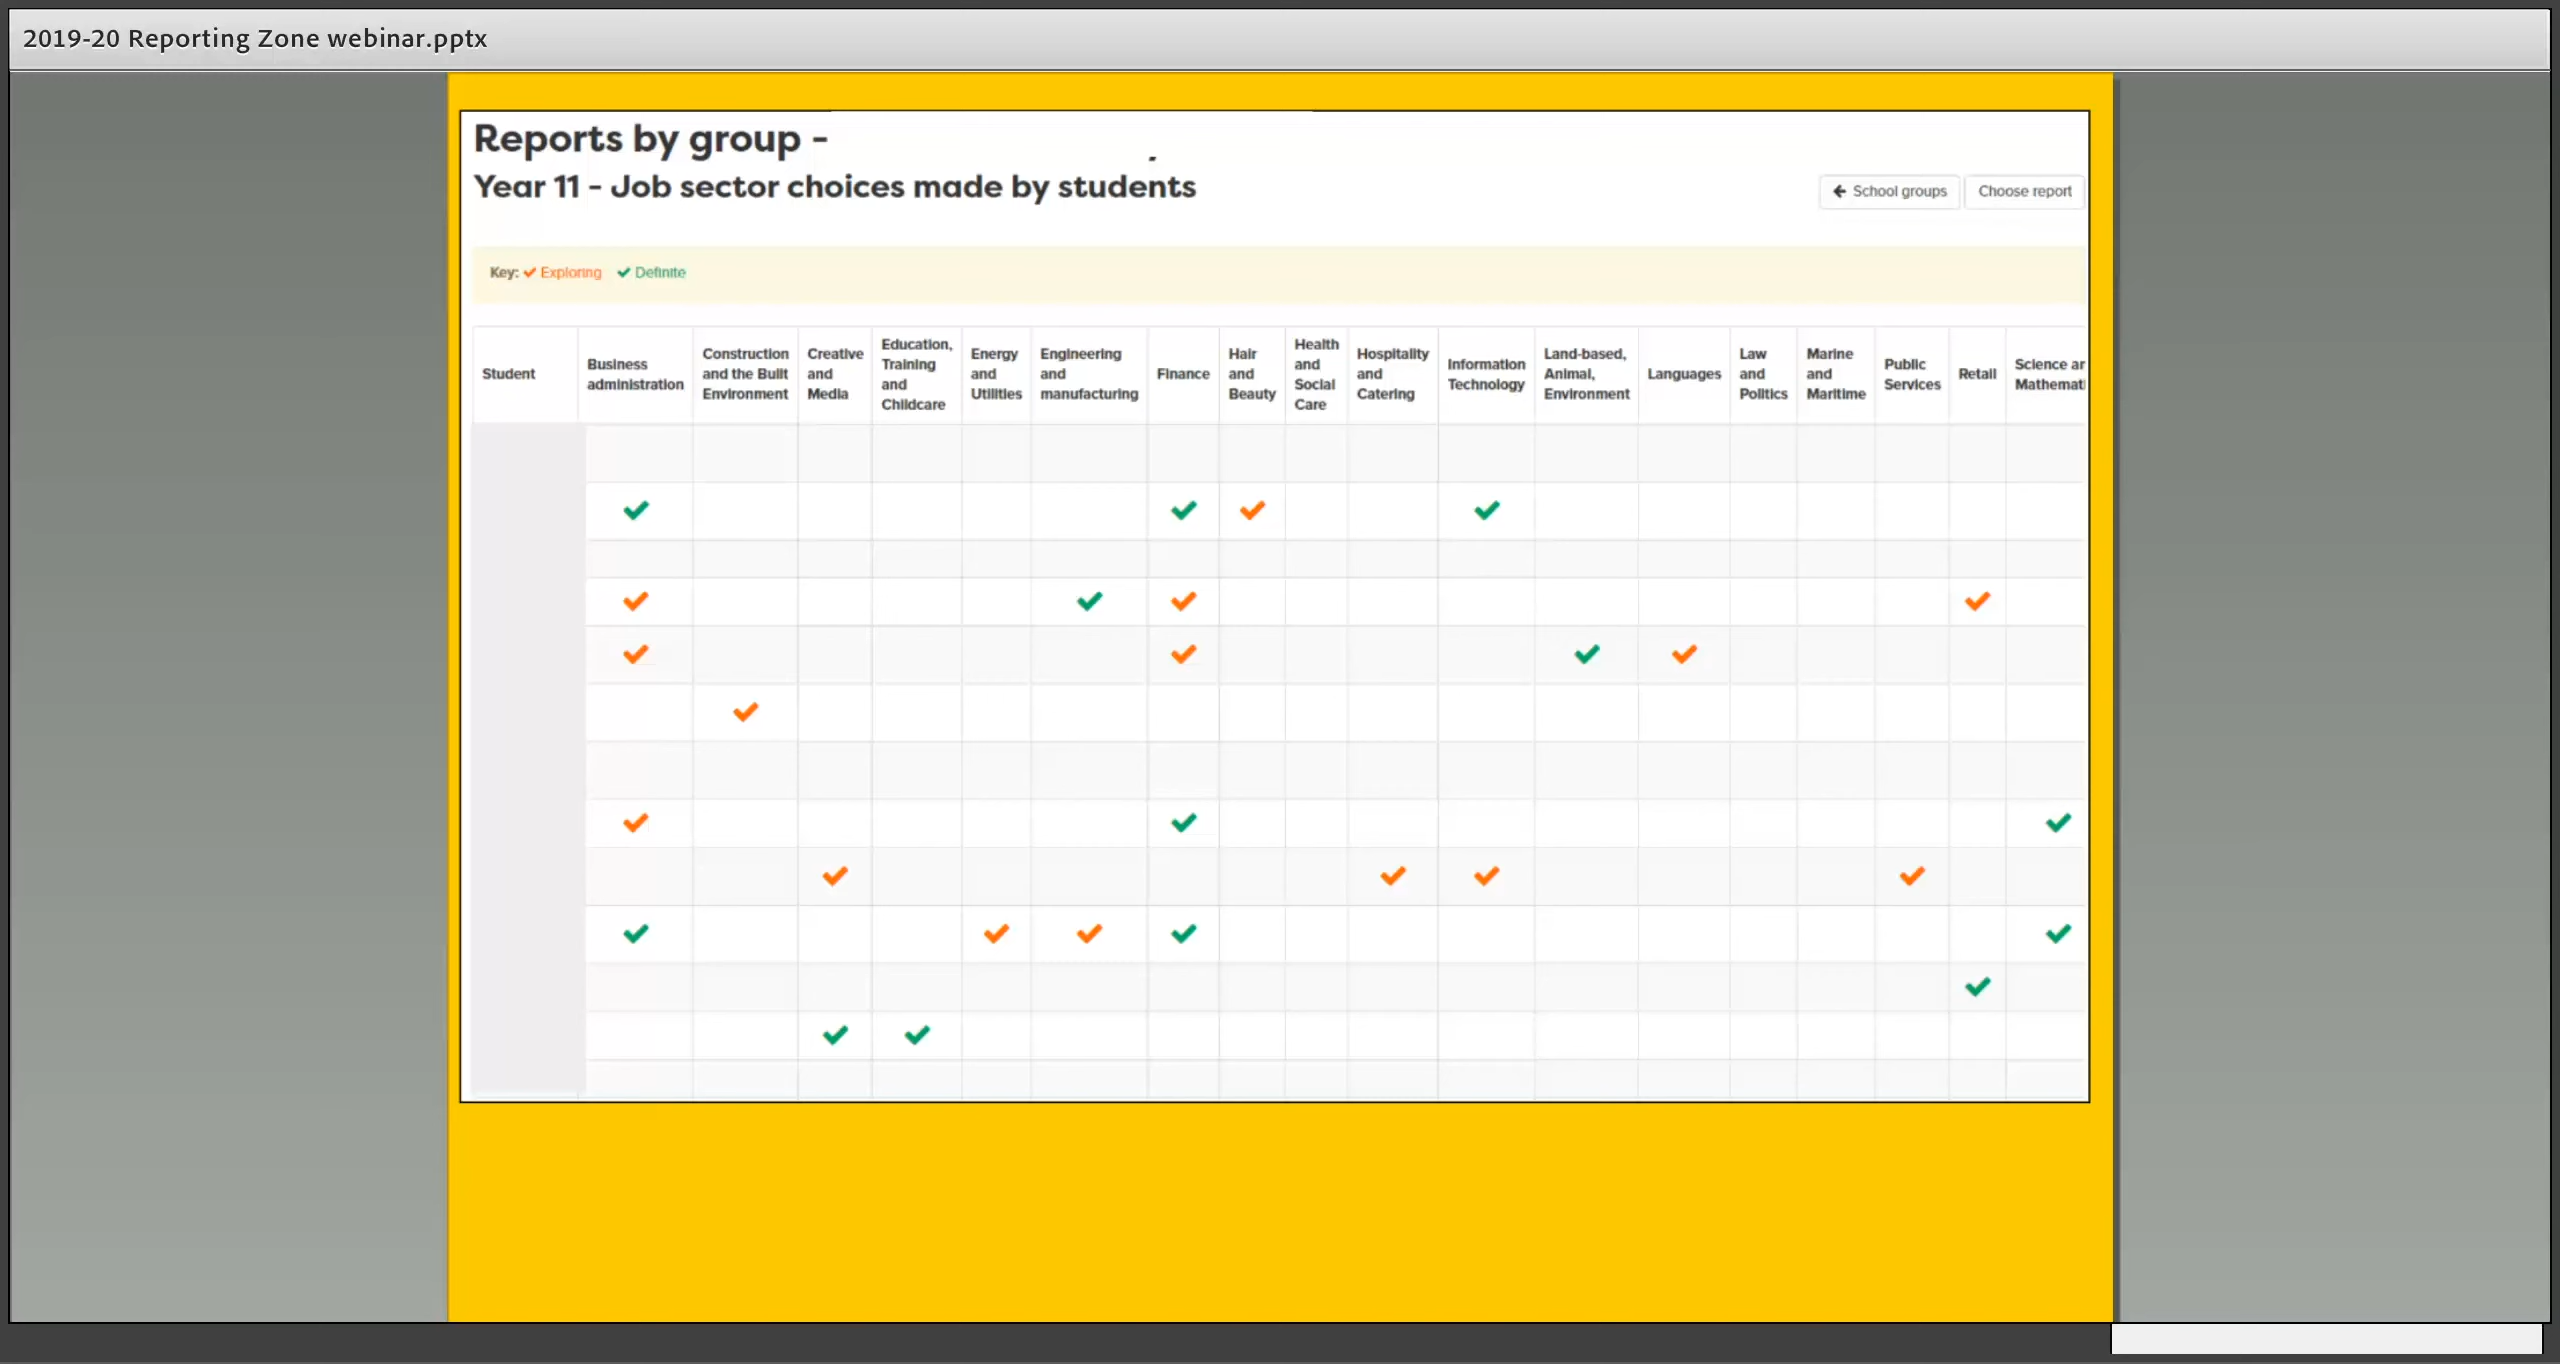 2019-20 Reporting Zone webinar.pptx
Reports by group -
Year 11 - Job sector choices made by students
School groups
Choose report
Key: Exploring Definite
Student
Business
administration
Construction
and the Built
Environment
Creative
and
Media
Education,
Training
and
Childcare
Energy
and
Utilities
Engineering
and
manufacturing
Finance
Hair
and
Beauty
Health
and
Social
Care
Hospitality
and
Catering
Information
Technology
Land-based,
Animal,
Environment
Languages
Law
and
Politics
Marine
and
Maritime
Public
Services
Retail
Science